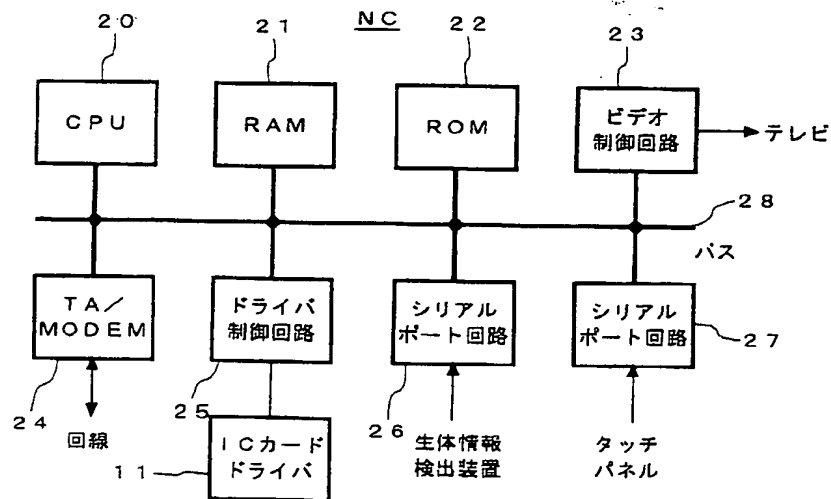 NC
20
21
22
23
CPU
RAM
ROM
ビデオ
制御回路
テレビ
28
バス
TA/
MODEM
ドライバ
制御回路
シリアル
ポート回路
シリアル
ポート回路
27
24
回線
25
26
生体情報
検出装置
タッチ
パネル
11
ICカード
ドライバ